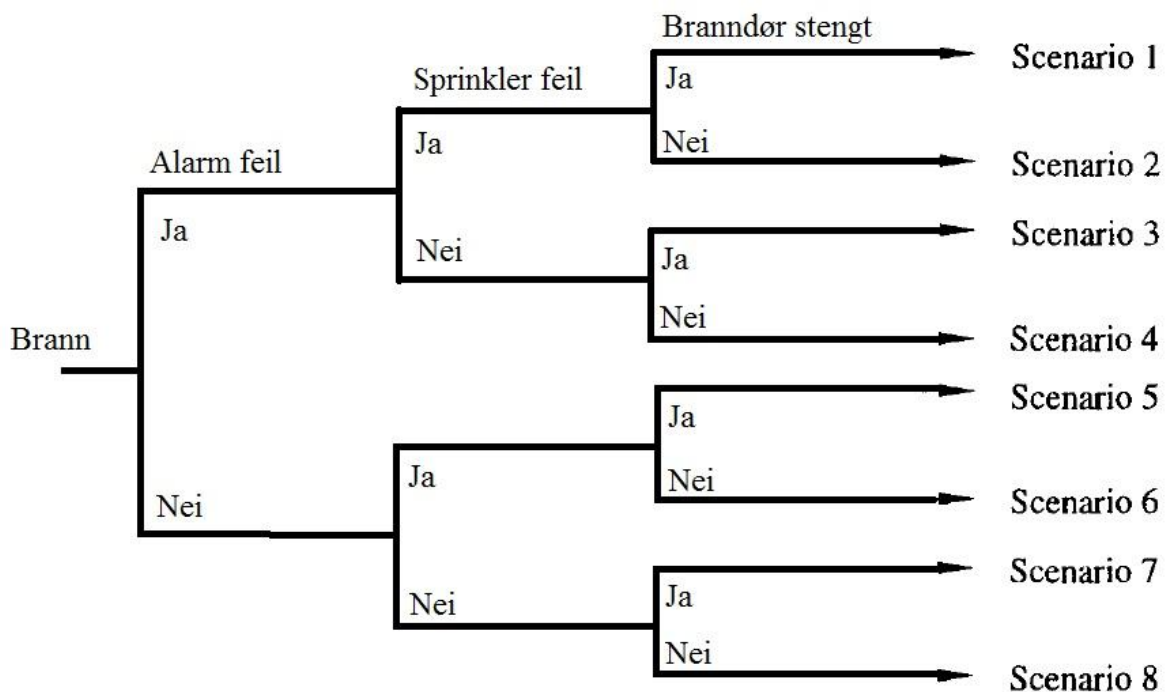 Branndør stengt
Scenario 1
Sprinkler feil
Ja
Ja
Nei
Alarm feil
Scenario 2
Ja
Scenario 3
Nei
Ja
Nei
Brann
Scenario 4
Scenario 5
Ja
Ja
Nei
Nei
Scenario 6
Scenario 7
Nei
Ja
Nei
Scenario 8